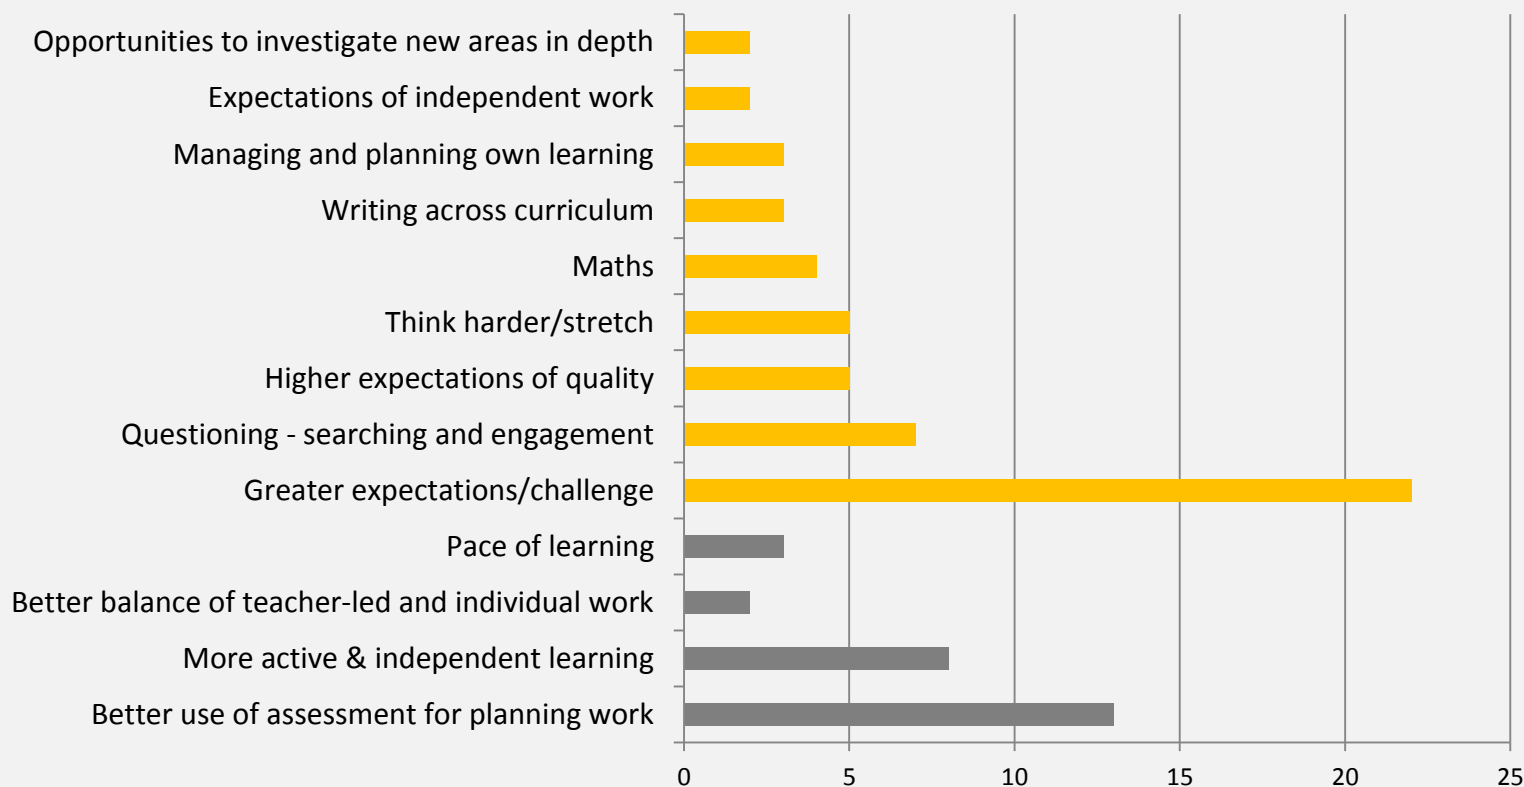 Opportunities to investigate new areas in depth
Expectations of independent work
Managing and planning own learning
Writing across curriculum
Maths
Think harder/stretch
Higher expectations of quality
Questioning - searching and engagement
Greater expectations/challenge
Pace of learning
Better balance of teacher-led and individual work
More active & independent learning
Better use of assessment for planning work
0 5 10 15 20 25